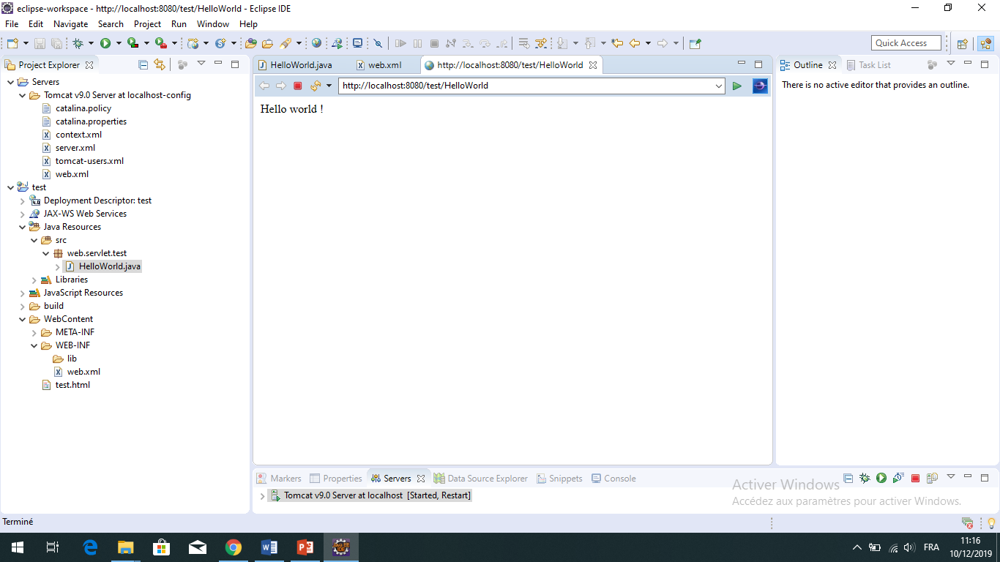 eclipse-workspace - http://localhost:8080/test/HelloWorld - Eclipse IDE
File Edit Navigate Search Project Run Window Help
Quick Access
Project Explorer
HelloWorld.java
web.xml
http://localhost:8080/test/HelloWorld
Outline
Task List
http://localhost:8080/test/HelloWorld
There is no active editor that provides an outline.
Hello world !
Servers
Tomcat v9.0 Server at localhost-config
catalina.policy
catalina.properties
context.xml
server.xml
tomcat-users.xml
web.xml
test
Deployment Descriptor: test
JAX-WS Web Services
Java Resources
src
web.servlet.test
HelloWorld.java
Libraries
JavaScript Resources
build
WebContent
META-INF
WEB-INF
lib
web.xml
test.html
Markers
Properties
Servers
Data Source Explorer
Snippets
Console
Tomcat v9.0 Server at localhost [Started, Restart]
Activer Windows
Accédez aux paramètres pour activer Windows.
Terminé
FRA
11:16
10/12/2019